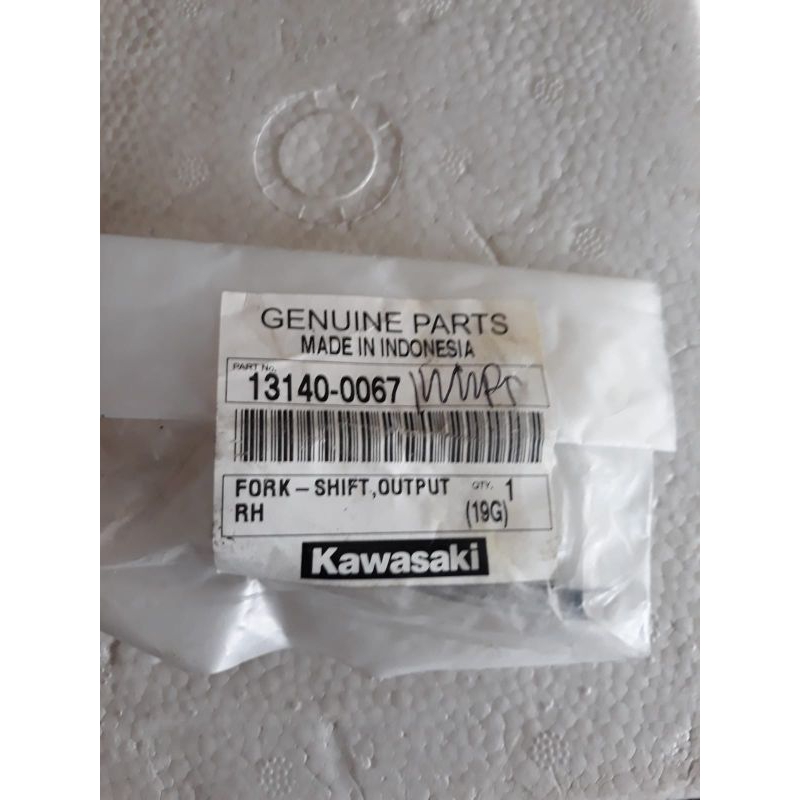 GENUINE PARTS
MADE IN INDONESIA
PART No.
13140-0067
FORK-SHIFT,OUTPUT QTY. 1
RH (19G)
Kawasaki